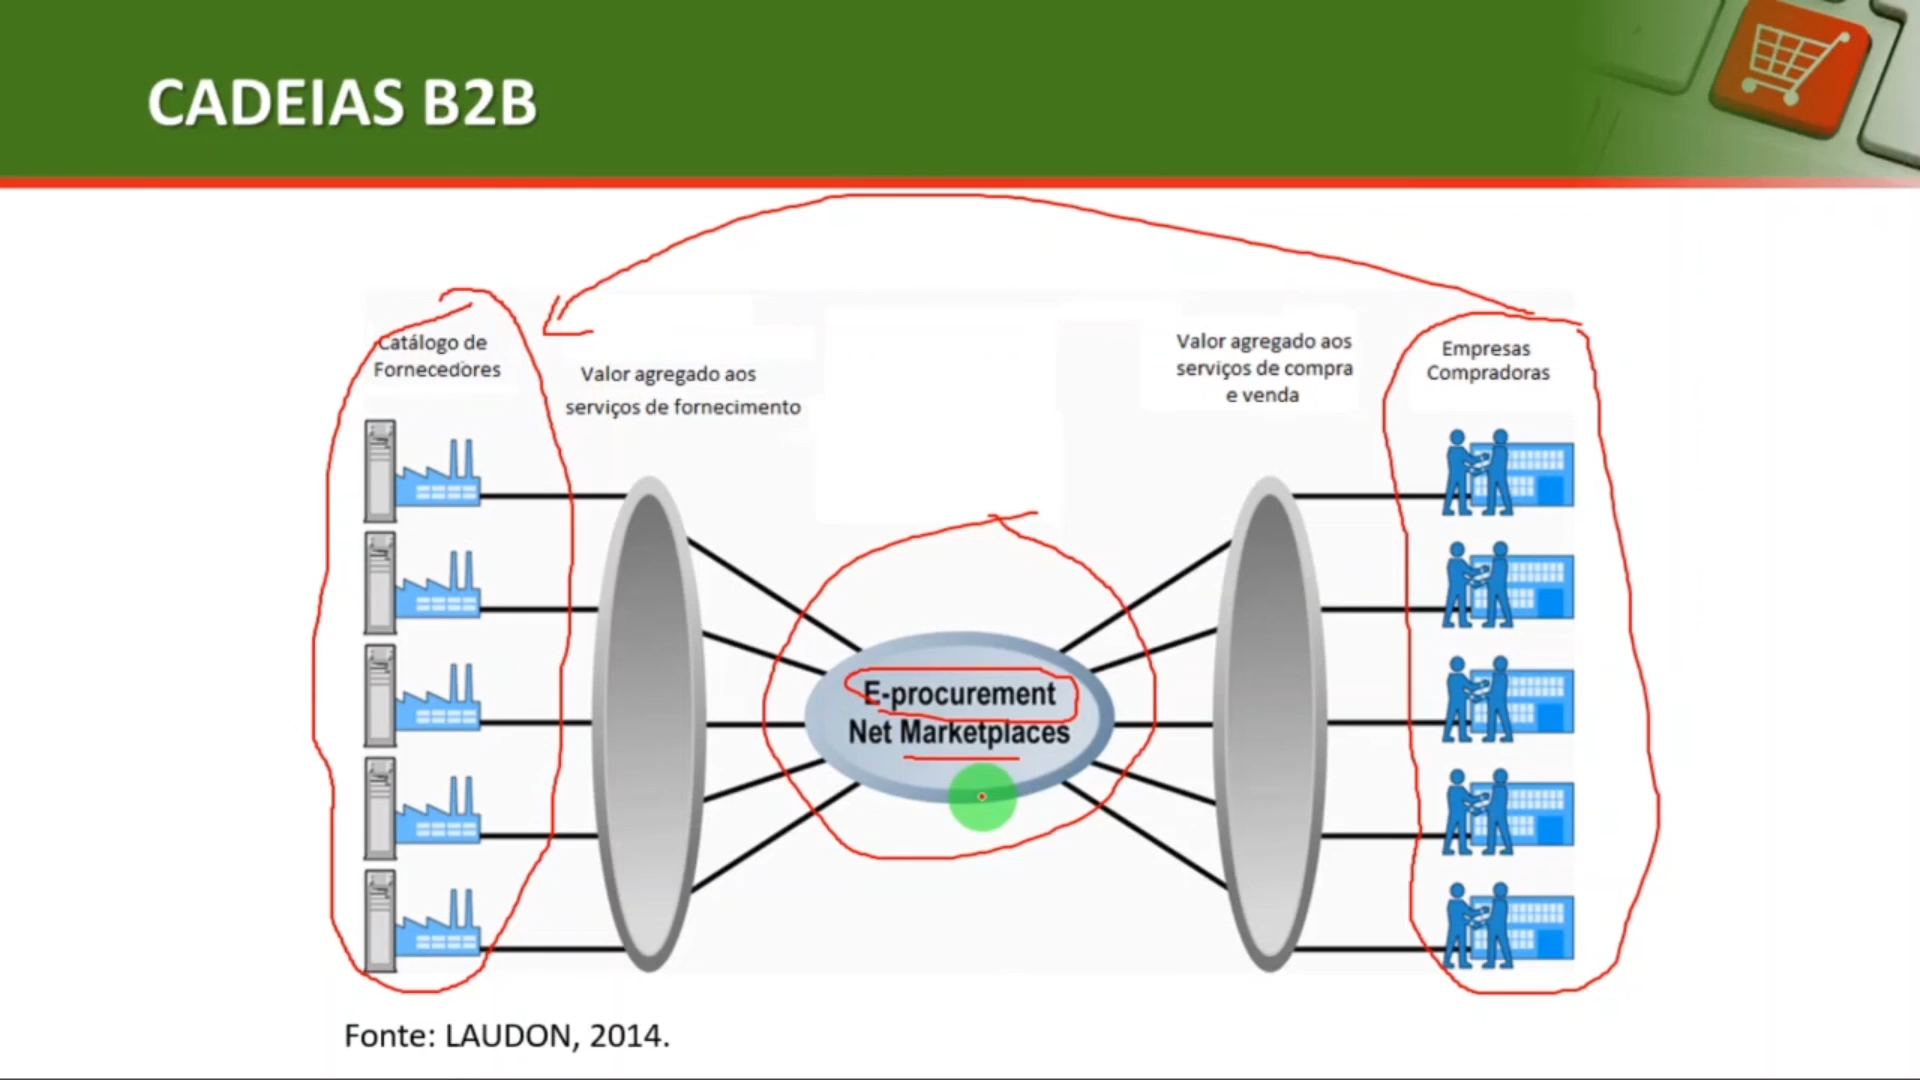 CADEIAS B2B
Catálogo de
Fornecedores
Valor agregado aos
serviços de fornecimento
Valor agregado aos
serviços de compra
e venda
Empresas
Compradoras
E-procurement
Net Marketplaces
Fonte: LAUDON, 2014.